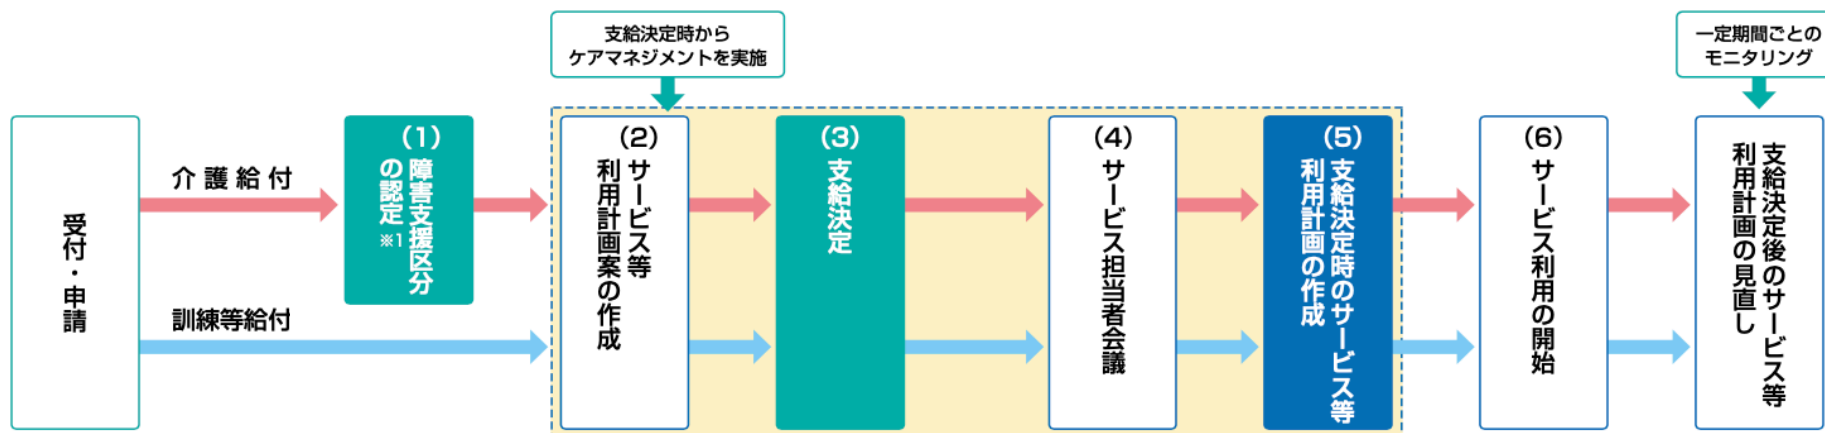 支給決定時から
ケアマネジメントを実施
一定期間ごとの
モニタリング
受付・申請
介護給付
訓練等給付
(1)
障害支援区分
の認定 ※1
(2)
サービス等
利用計画案の作成
(3)
支給決定
(4)
サービス担当者会議
(5)
支給決定時のサービス等
利用計画の作成
(6)
サービス利用の開始
支給決定後のサービス等
利用計画の見直し